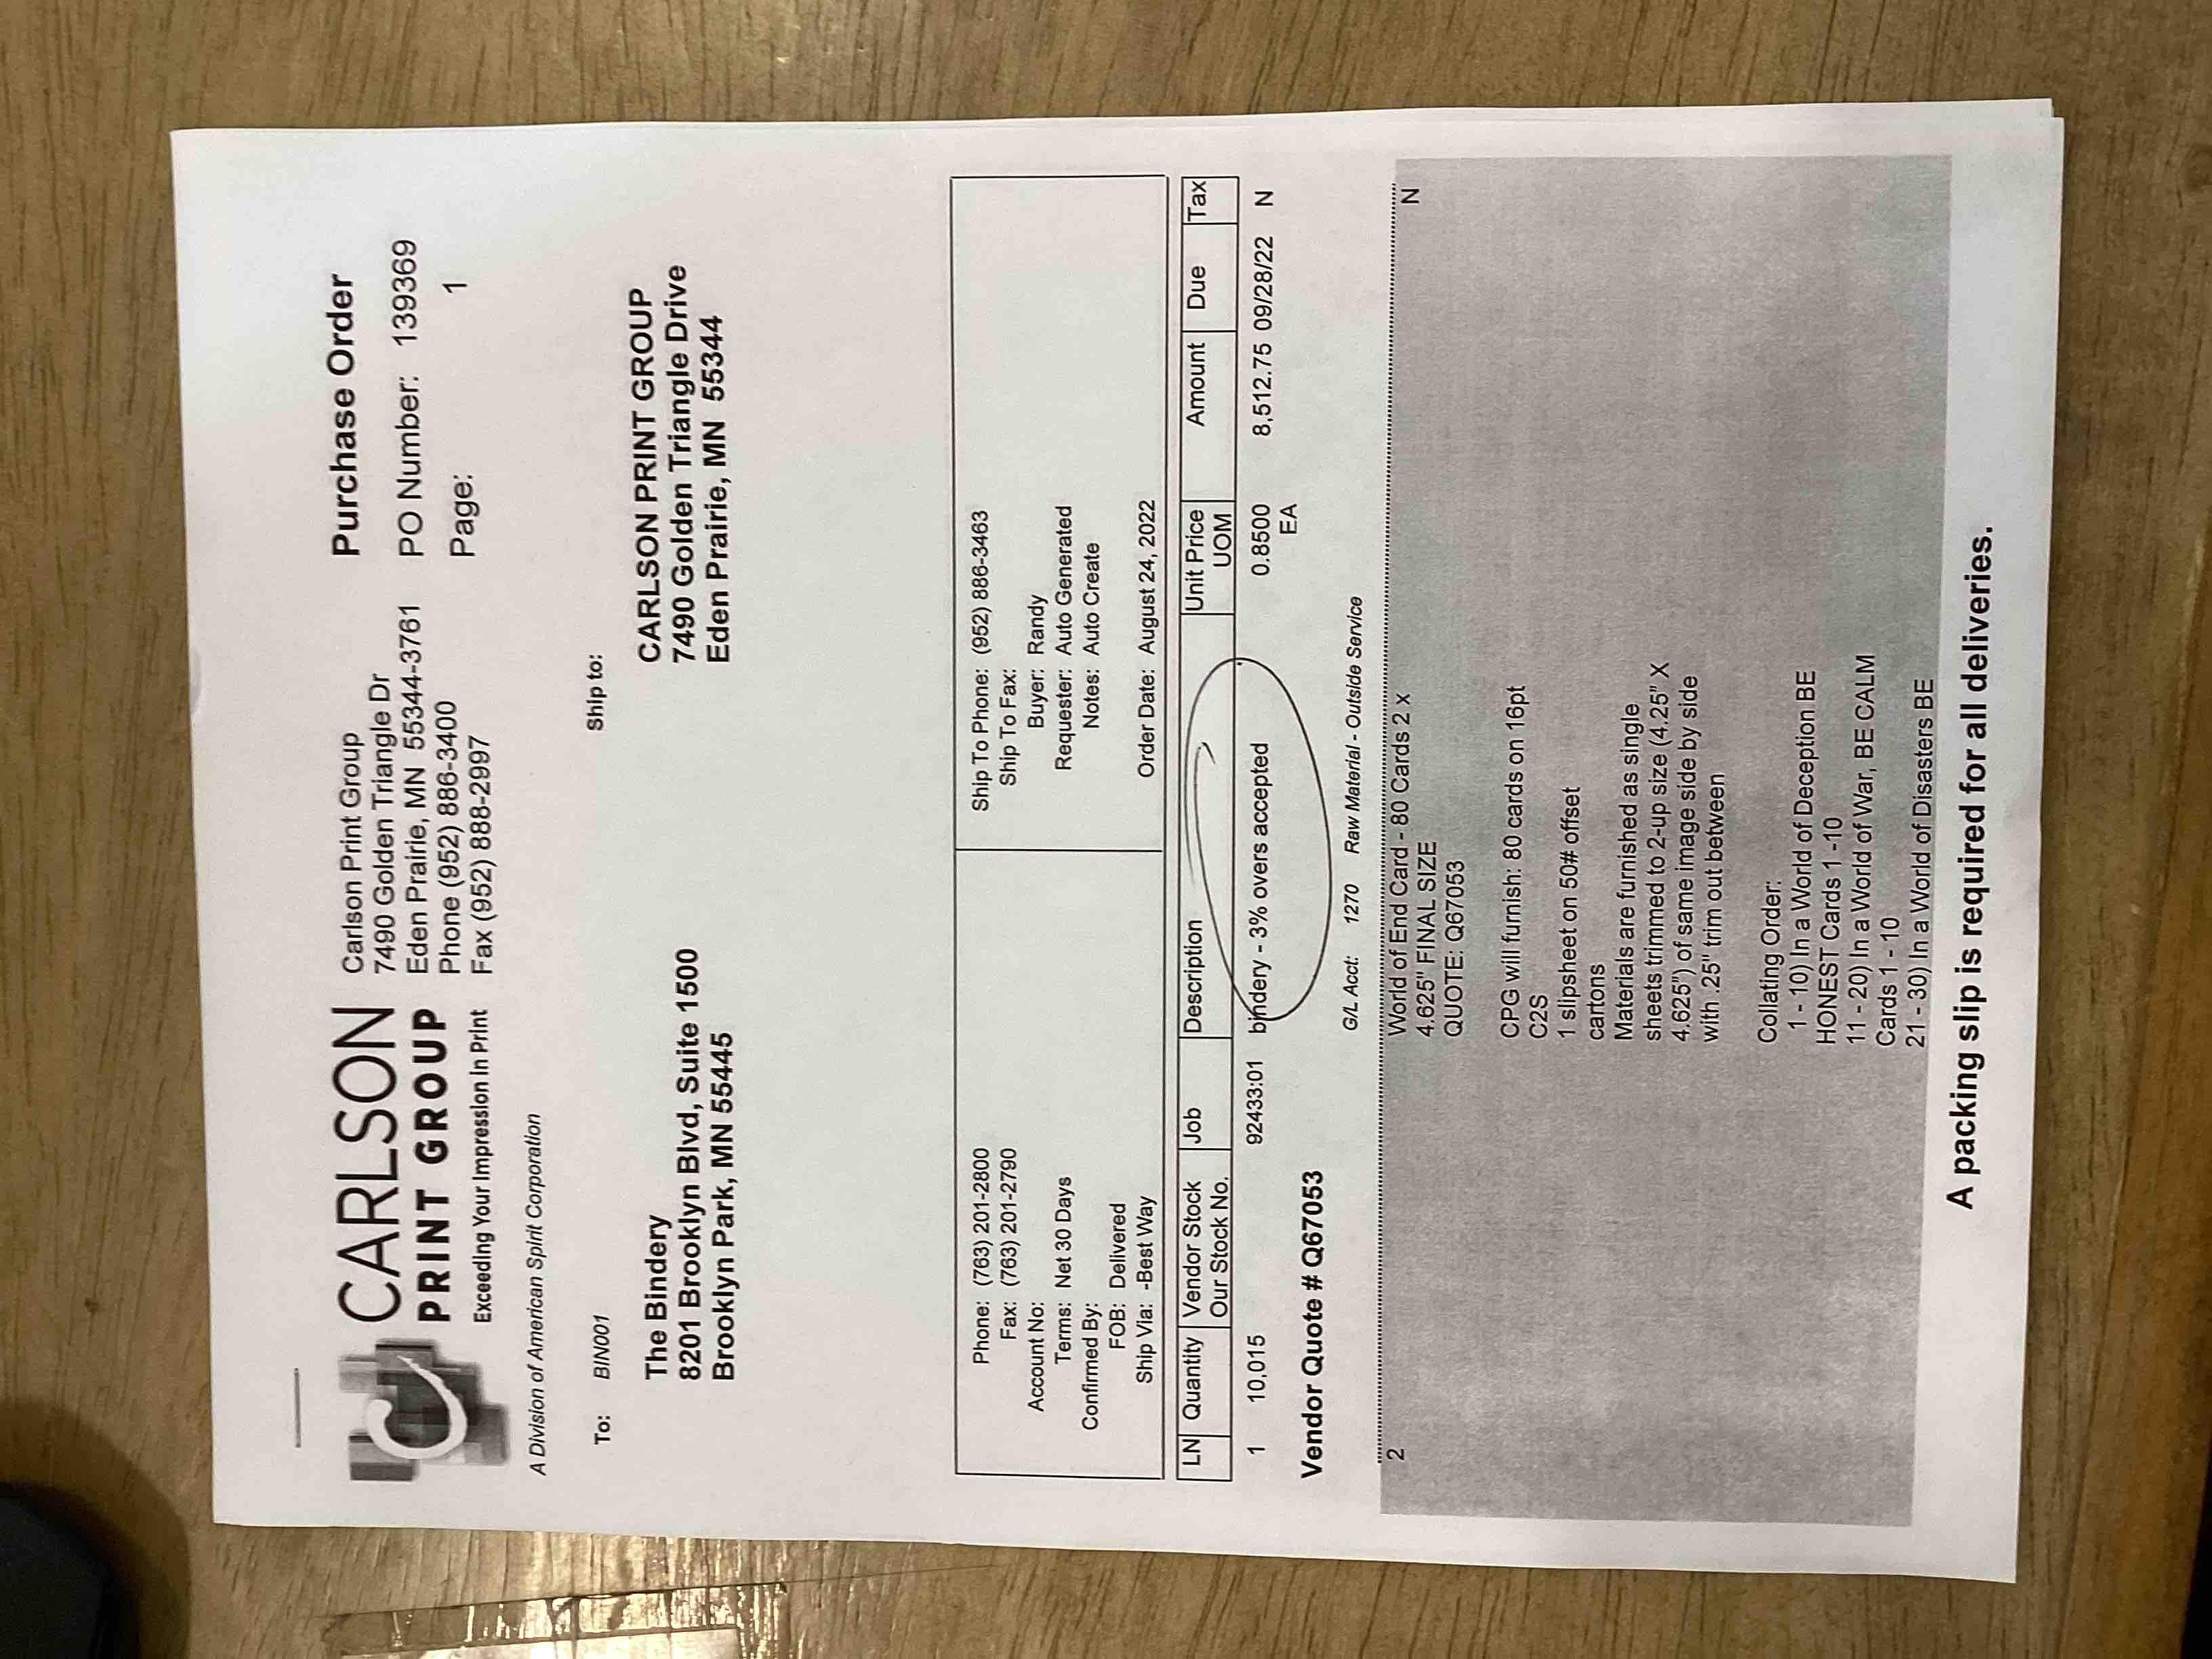 CARLSON
PRINT GROUP
Exceeding Your Impression In Print
A Division of American Spirit Corporation
Carlson Print Group
7490 Golden Triangle Dr
Eden Prairie, MN 55344-3761
Phone (952) 886-3400
Fax (952) 888-2997
Purchase Order
PO Number: 139369
Page: 1
To: BIN001
The Bindery
8201 Brooklyn Blvd, Suite 1500
Brooklyn Park, MN 55445
Ship to:
CARLSON PRINT GROUP
7490 Golden Triangle Drive
Eden Prairie, MN 55344
Phone: (763) 201-2800
Fax: (763) 201-2790
Account No:
Terms: Net 30 Days
Confirmed By:
FOB: Delivered
Ship Via: -Best Way
Ship To Phone: (952) 886-3463
Ship To Fax:
Buyer: Randy
Requester: Auto Generated
Notes: Auto Create
Order Date: August 24, 2022
LN Quantity Vendor Stock Job Description Unit Price Amount Due Tax
Our Stock No. UOM
1 10,015 92433:01 bindery - 3% overs accepted 0.8500 8,512.75 09/28/22 N
EA
Vendor Quote # Q67053
G/L Acct: 1270 Raw Material - Outside Service
2 World of End Card - 80 Cards 2 x N
4.625" FINAL SIZE
QUOTE: Q67053
CPG will furnish: 80 cards on 16pt
C2S
1 slipsheet on 50# offset
cartons
Materials are furnished as single
sheets trimmed to 2-up size (4.25" X
4.625") of same image side by side
with .25" trim out between
Collating Order:
1 - 10) In a World of Deception BE
HONEST Cards 1 -10
11 - 20) In a World of War, BE CALM
Cards 1 - 10
21 - 30) In a World of Disasters BE
A packing slip is required for all deliveries.